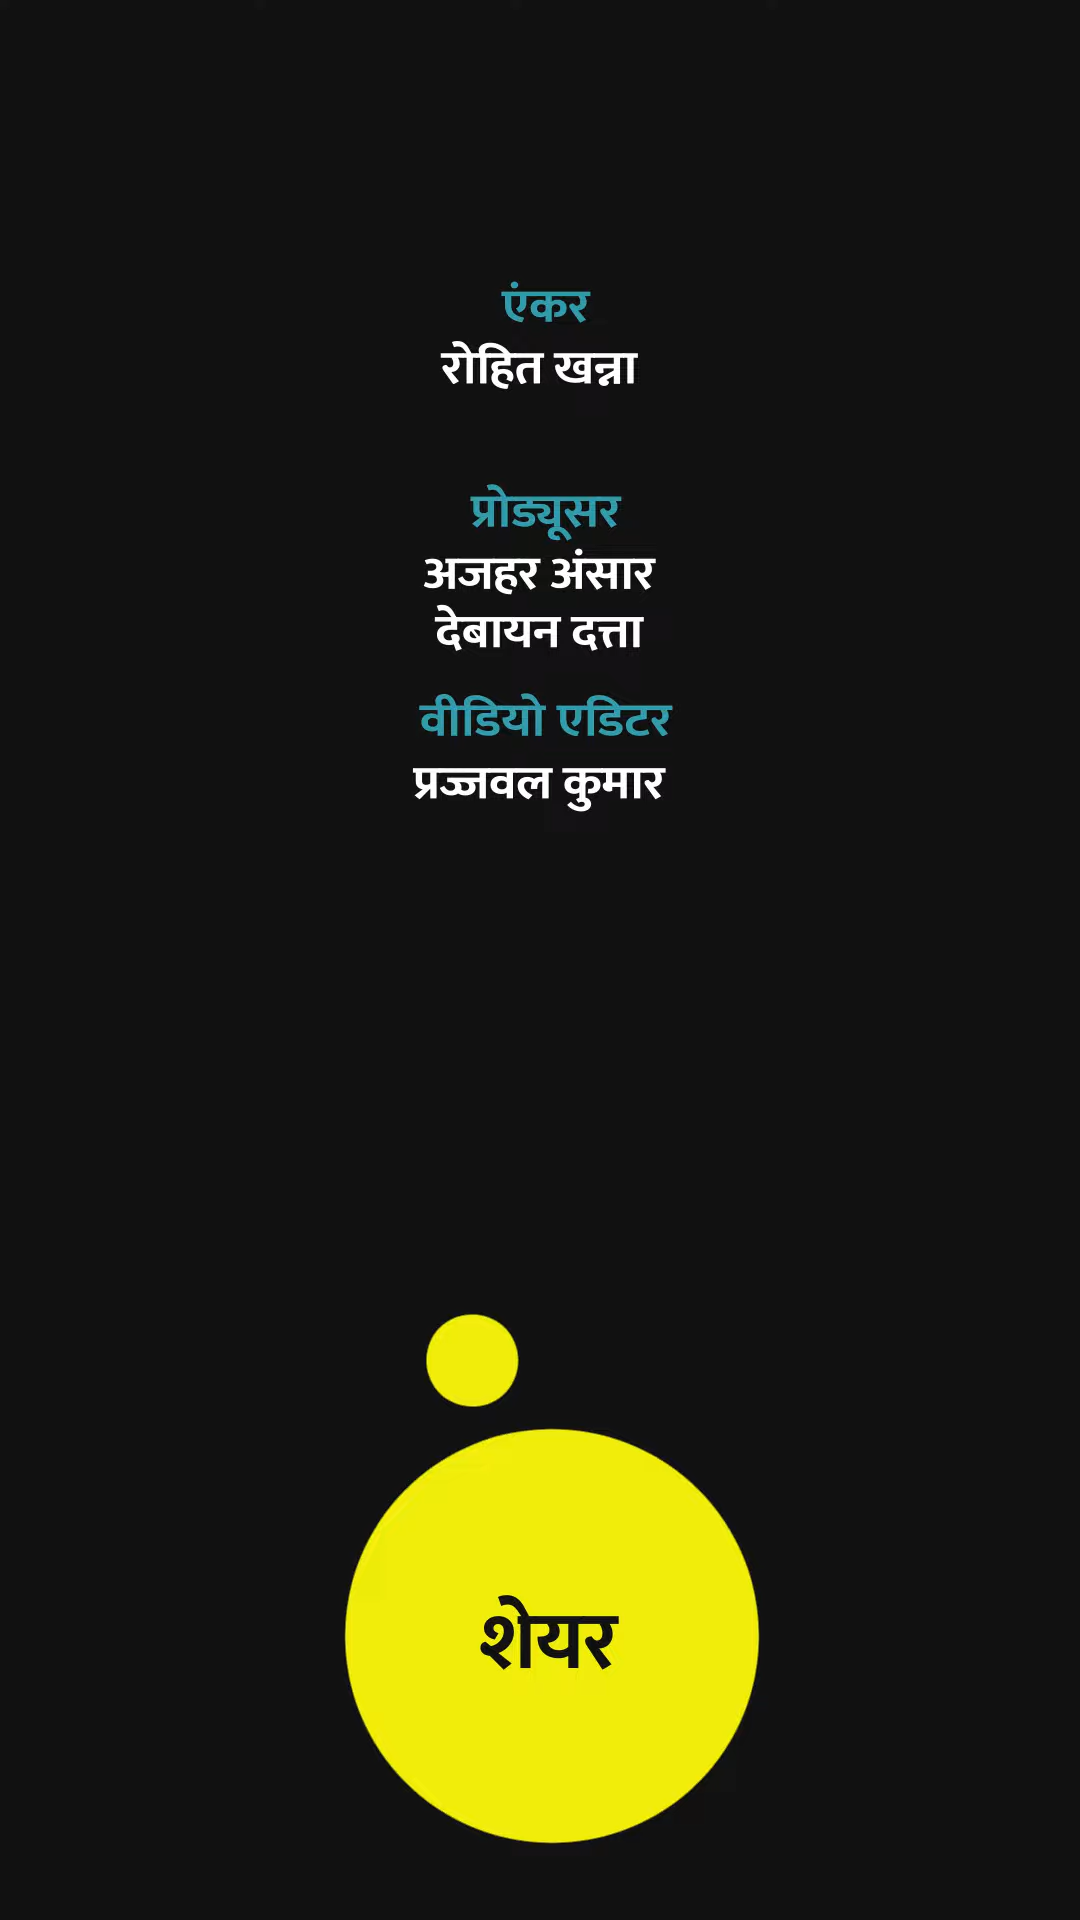 एंकर
रोहित खन्ना
प्रोड्यूसर
अजहर अंसार
देबायन दत्ता
वीडियो एडिटर
प्रज्जवल कुमार
शेयर